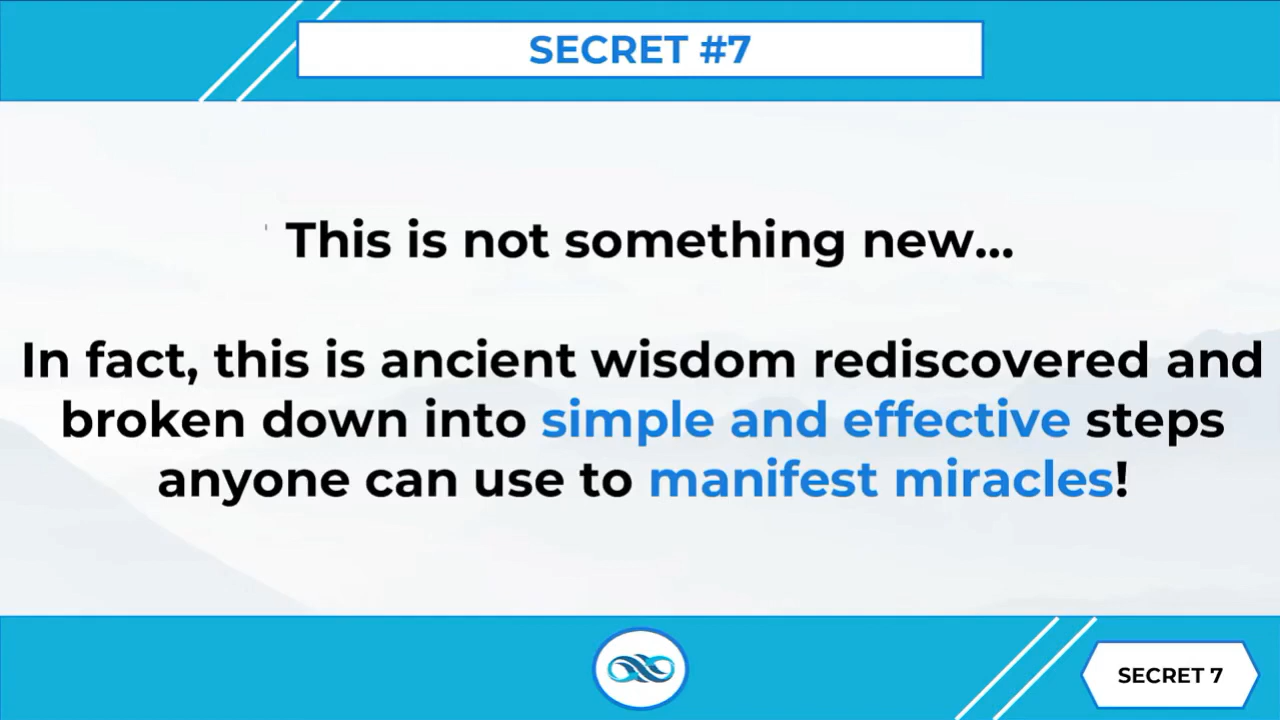 SECRET #7
This is not something new...
In fact, this is ancient wisdom rediscovered and
broken down into simple and effective steps
anyone can use to manifest miracles!
SECRET 7